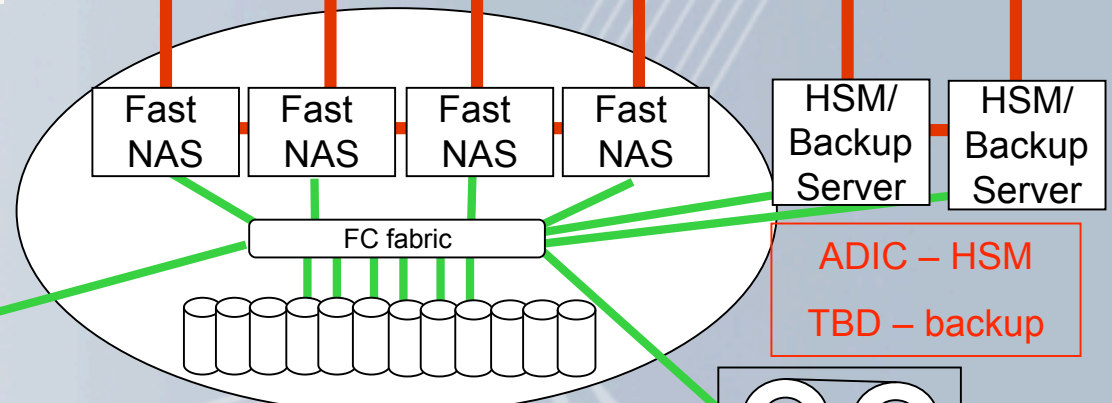 Fast
NAS
Fast
NAS
Fast
NAS
Fast
NAS
HSM/
Backup
Server
HSM/
Backup
Server
FC fabric
ADIC – HSM
TBD – backup